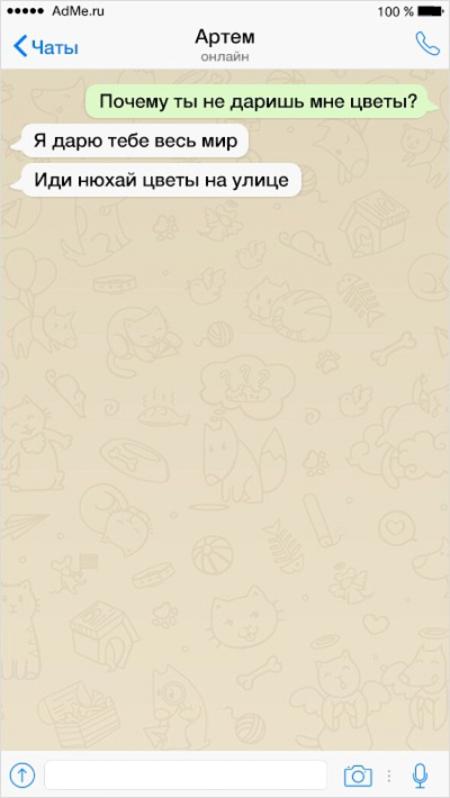 AdMe.ru 100 %
Чаты
Артем
онлайн
Почему ты не даришь мне цветы?
Я дарю тебе весь мир
Иди нюхай цветы на улице